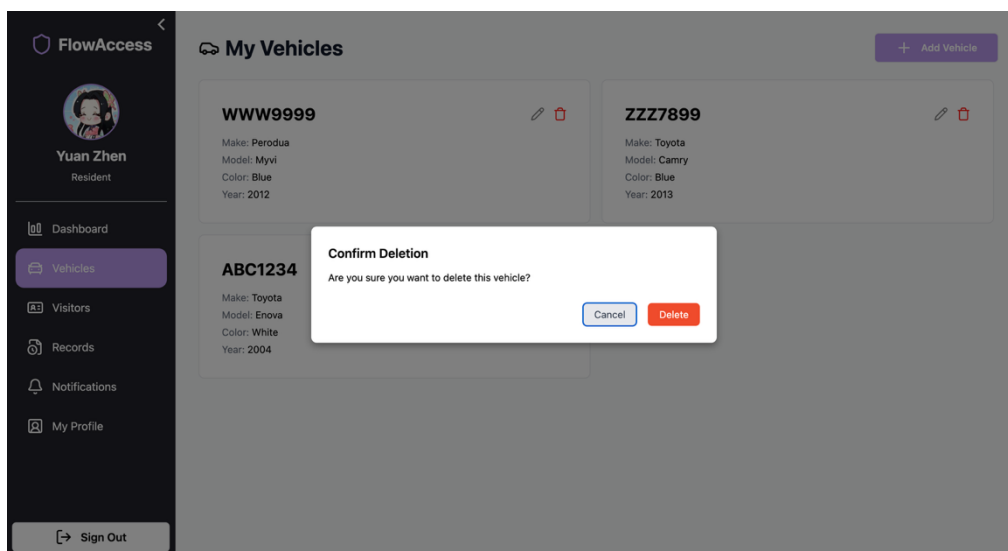 FlowAccess
Yuan Zhen
Resident
Dashboard
Vehicles
Visitors
Records
Notifications
My Profile
Sign Out
My Vehicles
+ Add Vehicle
WWW9999
Make: Perodua
Model: Myvi
Color: Blue
Year: 2012
ZZZ7899
Make: Toyota
Model: Camry
Color: Blue
Year: 2013
ABC1234
Make: Toyota
Model: Enova
Color: White
Year: 2004
Confirm Deletion
Are you sure you want to delete this vehicle?
Cancel Delete